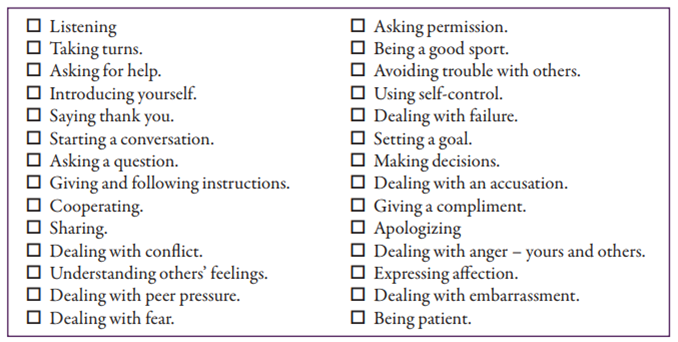 ☐ Listening
☐ Taking turns.
☐ Asking for help.
☐ Introducing yourself.
☐ Saying thank you.
☐ Starting a conversation.
☐ Asking a question.
☐ Giving and following instructions.
☐ Cooperating.
☐ Sharing.
☐ Dealing with conflict.
☐ Understanding others’ feelings.
☐ Dealing with peer pressure.
☐ Dealing with fear.
☐ Asking permission.
☐ Being a good sport.
☐ Avoiding trouble with others.
☐ Using self-control.
☐ Dealing with failure.
☐ Setting a goal.
☐ Making decisions.
☐ Dealing with an accusation.
☐ Giving a compliment.
☐ Apologizing
☐ Dealing with anger – yours and others.
☐ Expressing affection.
☐ Dealing with embarrassment.
☐ Being patient.